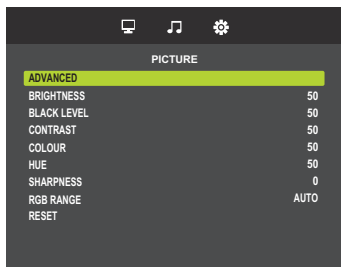 PICTURE
ADVANCED
BRIGHTNESS 50
BLACK LEVEL 50
CONTRAST 50
COLOUR 50
HUE 50
SHARPNESS 0
RGB RANGE AUTO
RESET